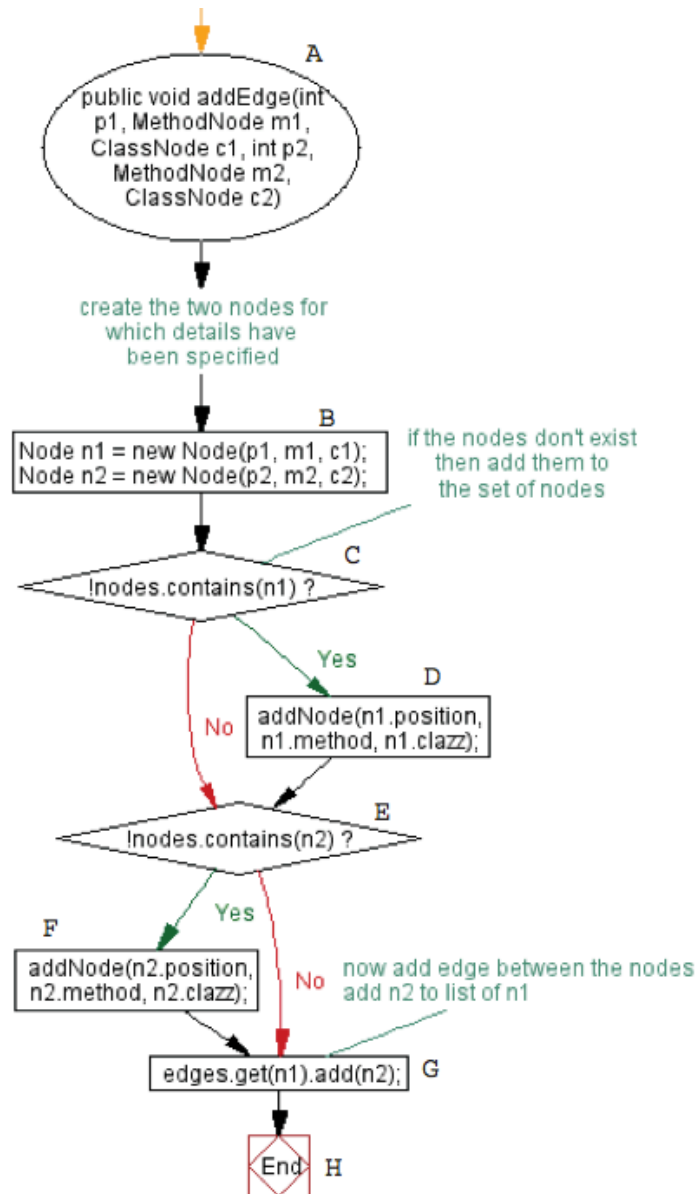 A
public void addEdge(int
p1, MethodNode m1,
ClassNode c1, int p2,
MethodNode m2,
ClassNode c2)
create the two nodes for
which details have
been specified
B
Node n1 = new Node(p1, m1, c1);
Node n2 = new Node(p2, m2, c2);
if the nodes don't exist
then add them to
the set of nodes
C
!nodes.contains(n1) ?
Yes
D
No
addNode(n1.position,
n1.method, n1.clazz);
E
!nodes.contains(n2) ?
Yes
F
addNode(n2.position,
n2.method, n2.clazz);
No
now add edge between the nodes
add n2 to list of n1
edges.get(n1).add(n2);
G
End
H